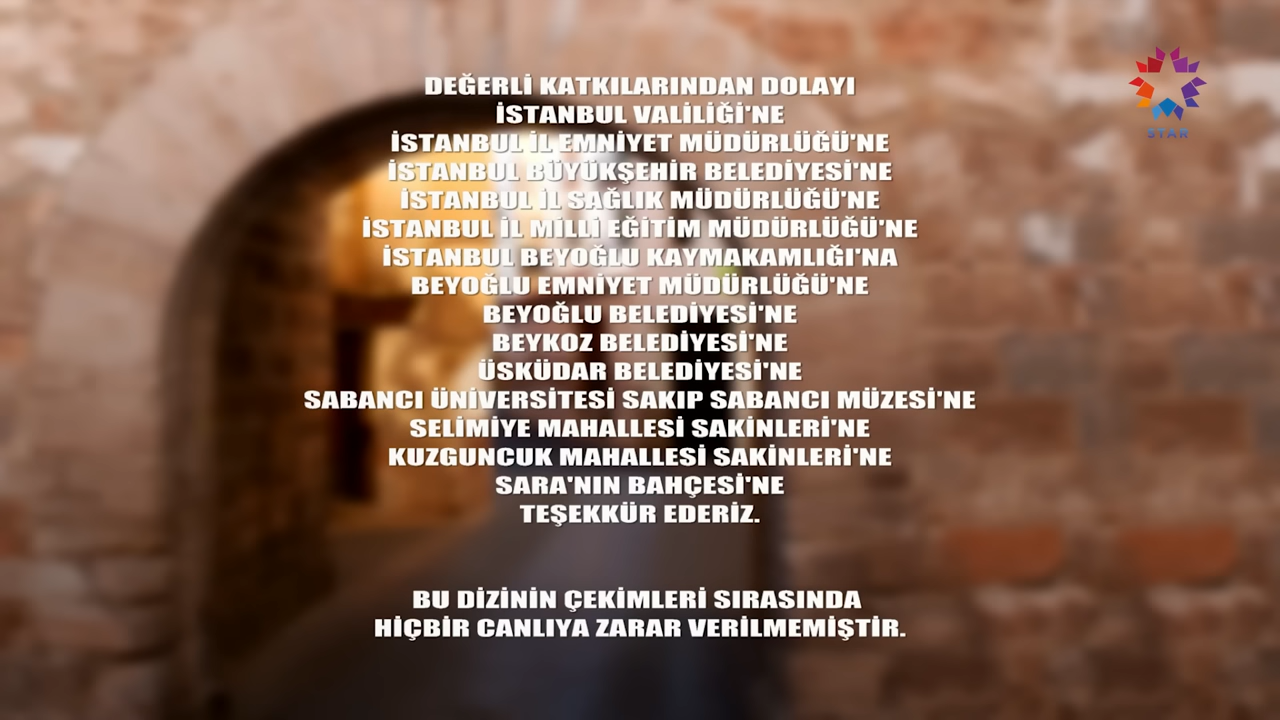 DEĞERLİ KATKILARINDAN DOLAYI
İSTANBUL VALİLİĞİ'NE
İSTANBUL İL EMNİYET MÜDÜRLÜĞÜ'NE
İSTANBUL BÜYÜKŞEHİR BELEDİYESİ'NE
İSTANBUL İL SAĞLIK MÜDÜRLÜĞÜ'NE
İSTANBUL İL MİLLİ EĞİTİM MÜDÜRLÜĞÜ'NE
İSTANBUL BEYOĞLU KAYMAKAMLIĞI'NA
BEYOĞLU EMNİYET MÜDÜRLÜĞÜ'NE
BEYOĞLU BELEDİYESİ'NE
BEYKOZ BELEDİYESİ'NE
ÜSKÜDAR BELEDİYESİ'NE
SABANCI ÜNİVERSİTESİ SAKIP SABANCI MÜZESİ'NE
SELİMİYE MAHALLESİ SAKİNLERİ'NE
KUZGUNCUK MAHALLESİ SAKİNLERİ'NE
SARA'NIN BAHÇESİ'NE
TEŞEKKÜR EDERİZ.
BU DİZİNİN ÇEKİMLERİ SIRASINDA
HİÇBİR CANLIYA ZARAR VERİLMEMİŞTİR.
STAR